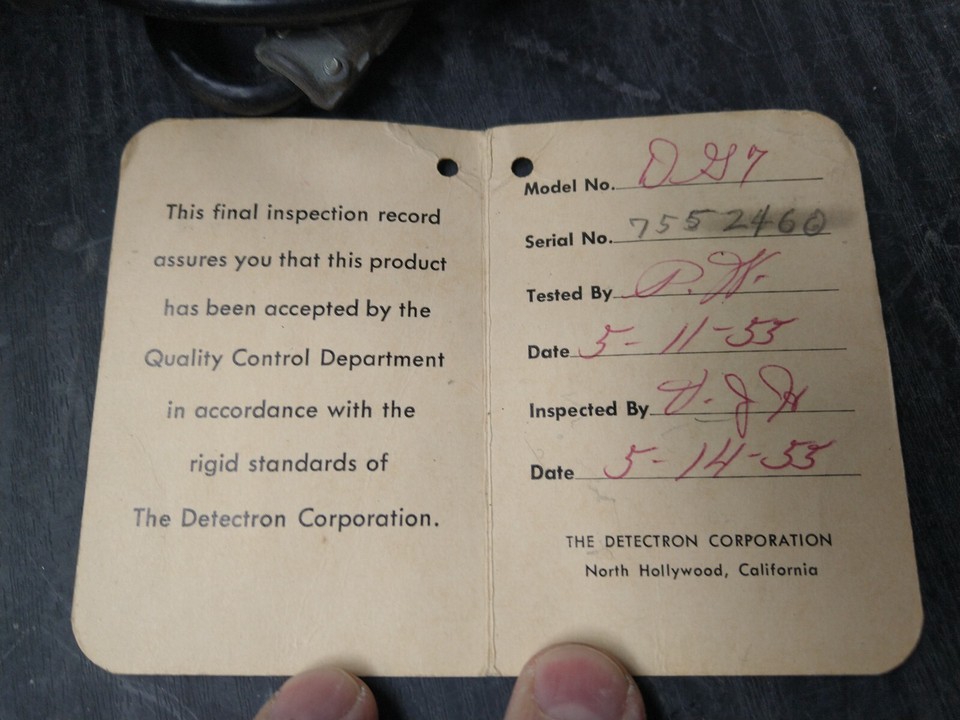 This final inspection record
assures you that this product
has been accepted by the
Quality Control Department
in accordance with the
rigid standards of
The Detectron Corporation.
Model No. DG7
Serial No. 7552460
Tested By P.W.
Date 5-11-55
Inspected By
Date 5-14-55
THE DETECTRON CORPORATION
North Hollywood, California